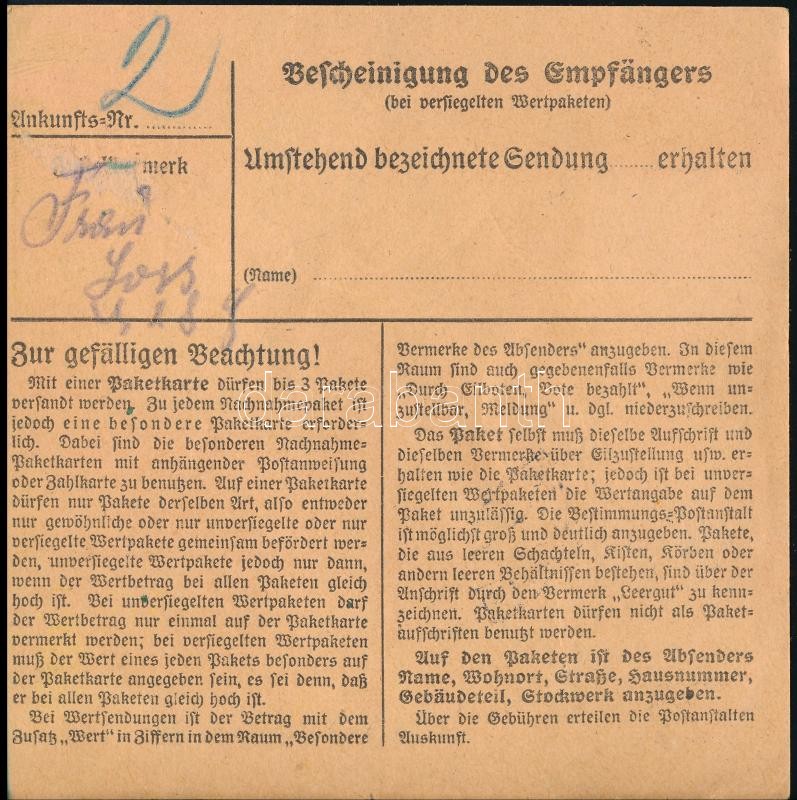 2
Ankunfts-Nr. ............
merk
Frau
Bescheinigung des Empfängers
(bei versiegelten Wertpaketen)
Umstehend bezeichnete Sendung ........ erhalten
(Name) ........................................
Zur gefälligen Beachtung!
Mit einer Paketkarte dürfen bis 3 Pakete
versandt werden. Zu jedem Nachnahmepaket ist
jedoch eine besondere Paketkarte erforder-
lich. Dabei sind die besonderen Nachnahme-
Paketkarten mit anhängender Postanweisung
oder Zahlkarte zu benutzen. Auf einer Paketkarte
dürfen nur Pakete derselben Art, also entweder
nur gewöhnliche oder nur unversiegelte oder nur
versiegelte Wertpakete gemeinsam befördert wer-
den, unversiegelte Wertpakete jedoch nur dann,
wenn der Wertbetrag bei allen Paketen gleich
hoch ist. Bei unversiegelten Wertpaketen darf
der Wertbetrag nur einmal auf der Paketkarte
vermerkt werden; bei versiegelten Wertpaketen
muß der Wert eines jeden Pakets besonders auf
der Paketkarte angegeben sein, es sei denn, daß
er bei allen Paketen gleich hoch ist.
Bei Wertsendungen ist der Betrag mit dem
Zusatz „Wert" in Ziffern in dem Raum „Besondere
Vermerke des Absenders" anzugeben. In diesem
Raum sind auch gegebenenfalls Vermerke wie
„Durch Eilboten, Bote bezahlt", „Wenn un-
zustellbar, Meldung" u. dgl. niederzuschreiben.
Das Paket selbst muß dieselbe Aufschrift und
dieselben Vermerke über Eilzustellung usw. er-
halten wie die Paketkarte; jedoch ist bei unver-
siegelten Wertpaketen die Wertangabe auf dem
Paket unzulässig. Die Bestimmungs-Postanstalt
ist möglichst groß und deutlich anzugeben. Pakete,
die aus leeren Schachteln, Kisten, Körben oder
andern leeren Behältnissen bestehen, sind über der
Anschrift durch den Vermerk „Leergut" zu kenn-
zeichnen. Paketkarten dürfen nicht als Paket-
aufschriften benutzt werden.
Auf den Paketen ist des Absenders
Name, Wohnort, Straße, Hausnummer,
Gebäudeteil, Stockwerk anzugeben.
Über die Gebühren erteilen die Postanstalten
Auskunft.
darabanth